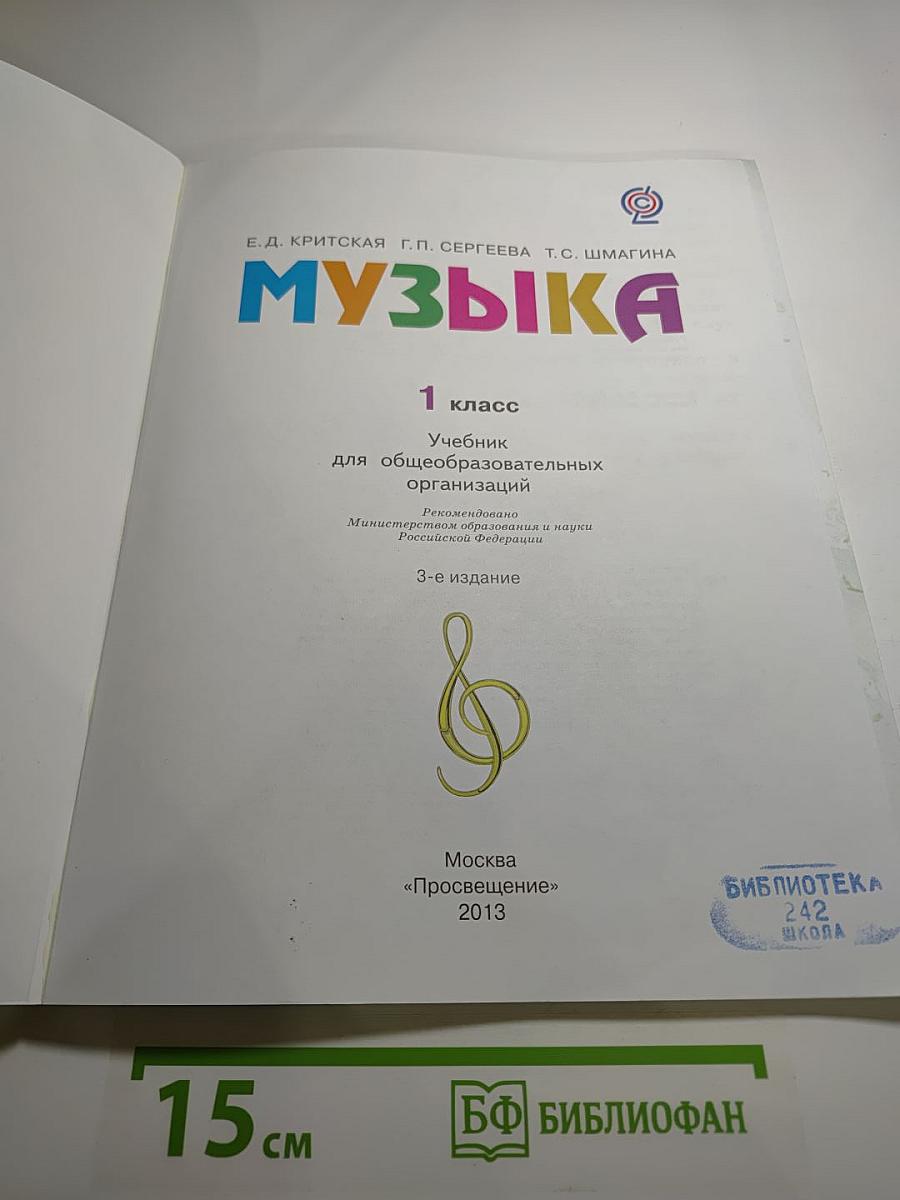 Е. Д. КРИТСКАЯ Г. П. СЕРГЕЕВА Т. С. ШМАГИНА
МУЗЫКА
1 класс
Учебник
для общеобразовательных
организаций
Рекомендовано
Министерством образования и науки
Российской Федерации
3-е издание
Москва
«Просвещение»
2013
БИБЛИОТЕКА
242
ШКОЛА
15 см
БФ БИБЛИОФАН